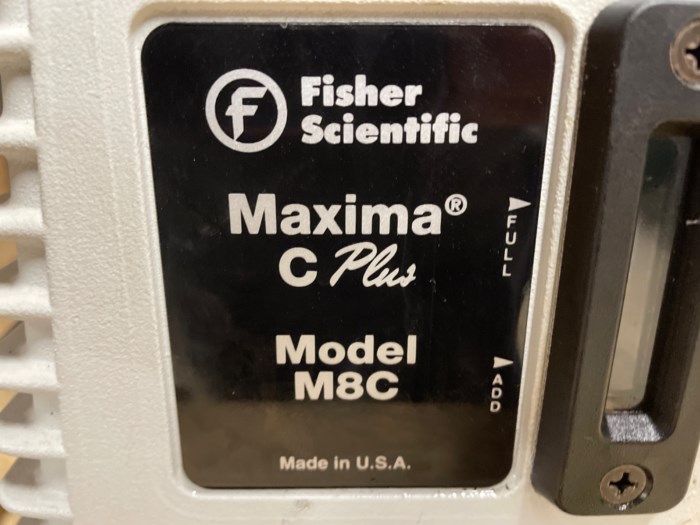 Fisher
Scientific
Maxima®
C Plus
FULL
Model
M8C
ADD
Made in U.S.A.